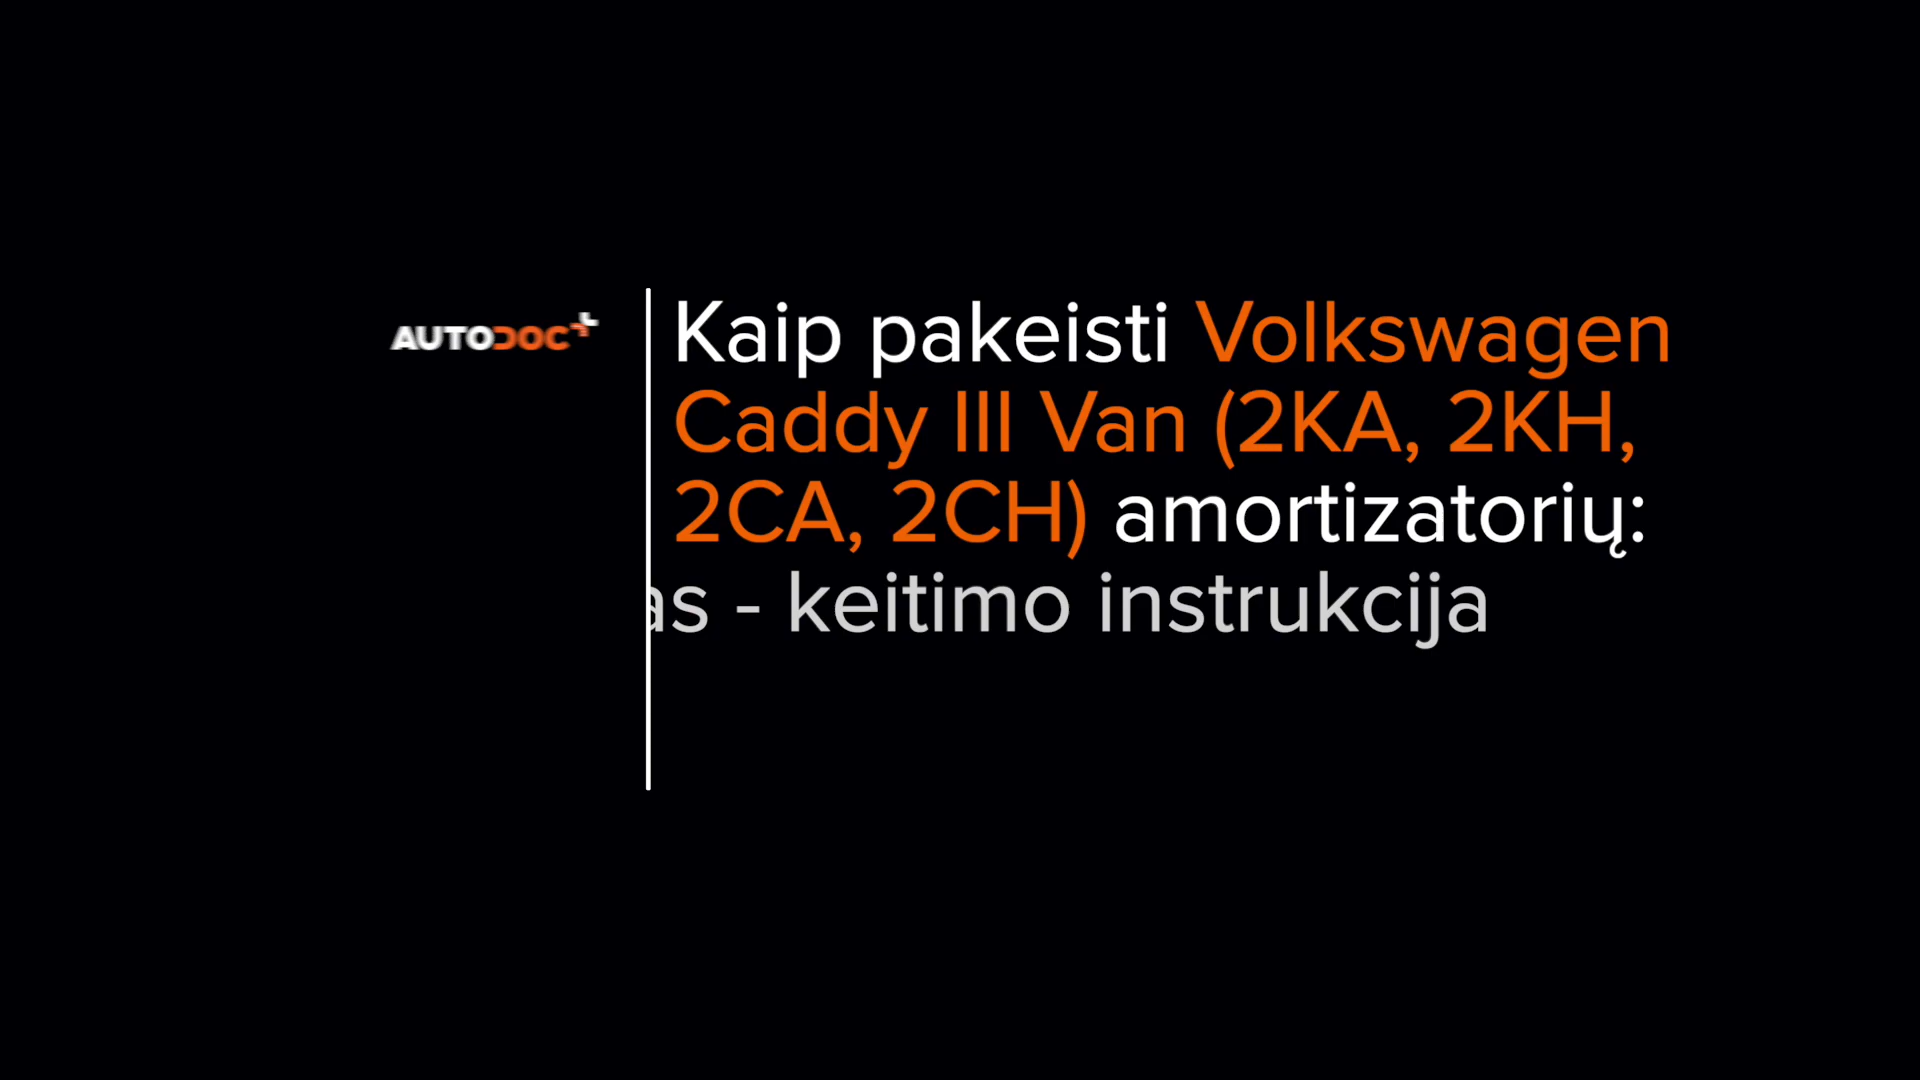 AUTODOC
Kaip pakeisti Volkswagen
Caddy III Van (2KA, 2KH,
2CA, 2CH) amortizatorių:
- keitimo instrukcija